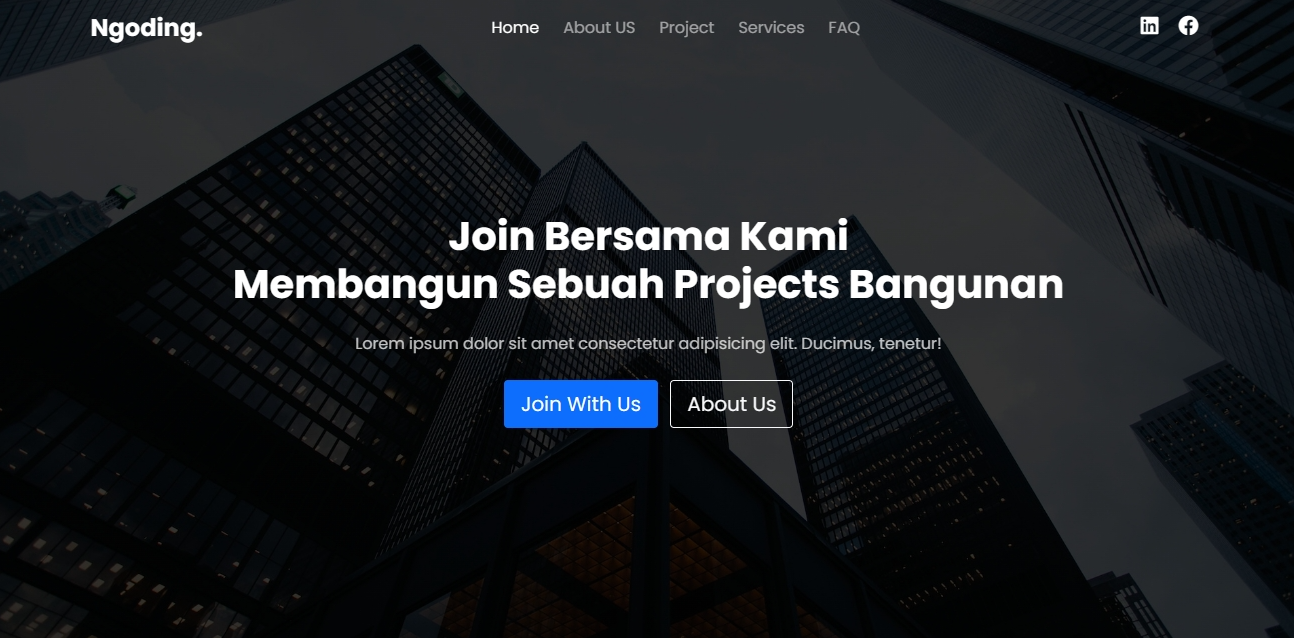 Ngoding.
Home About US Project Services FAQ
Join Bersama Kami
Membangun Sebuah Projects Bangunan
Lorem ipsum dolor sit amet consectetur adipisicing elit. Ducimus, tenetur!
Join With Us About Us